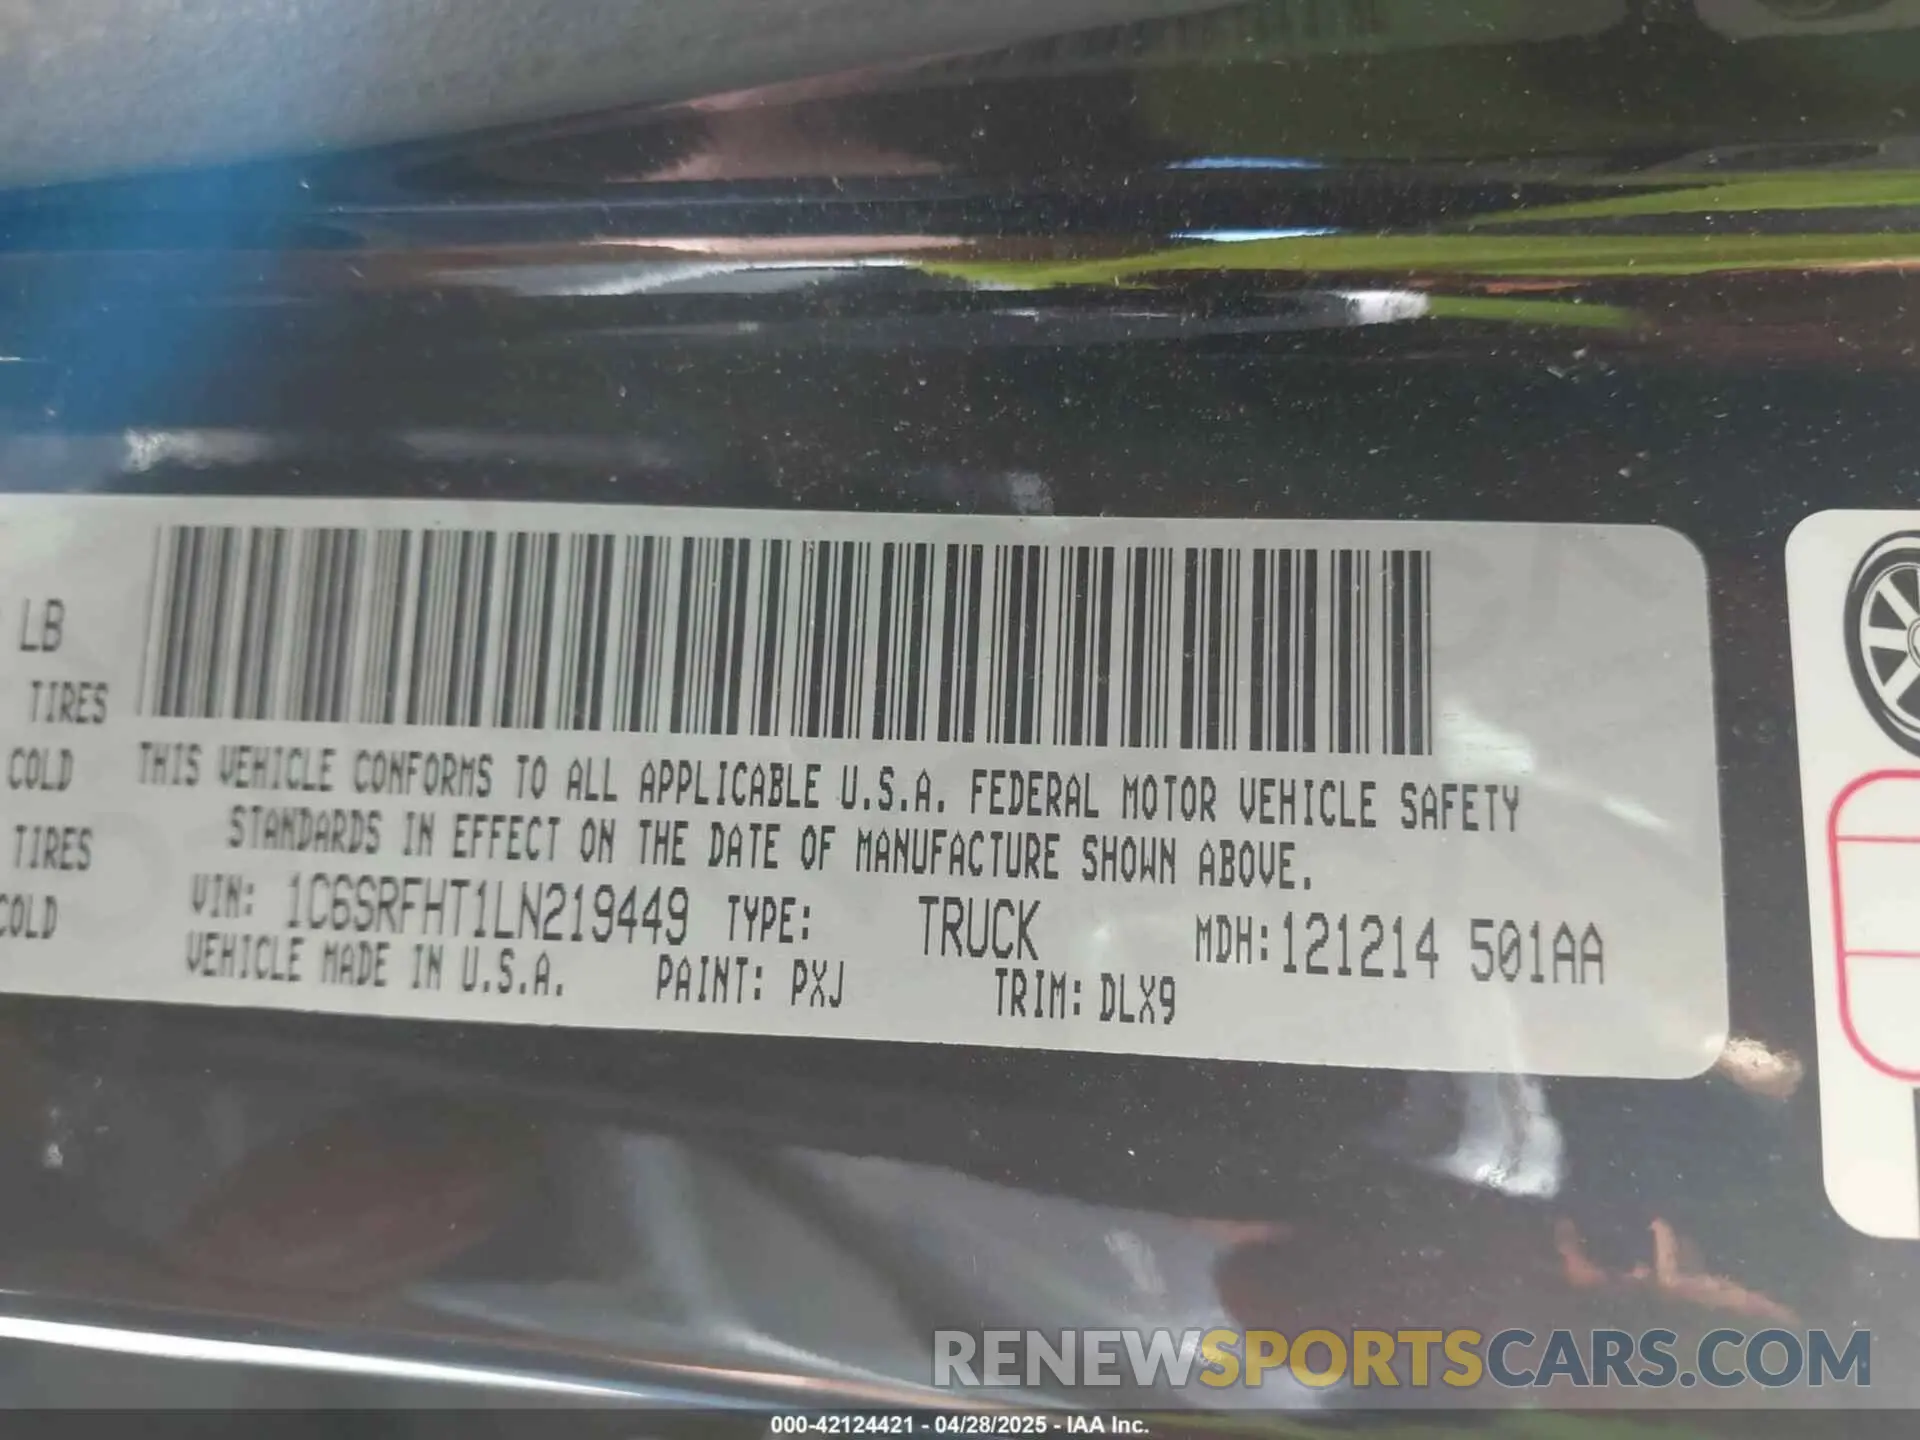 LB
TIRES
COLD
TIRES
COLD
THIS VEHICLE CONFORMS TO ALL APPLICABLE U.S.A. FEDERAL MOTOR VEHICLE SAFETY
STANDARDS IN EFFECT ON THE DATE OF MANUFACTURE SHOWN ABOVE.
VIN: 1C6SRFHT1LN219449 TYPE: TRUCK MDH:121214 501AA
VEHICLE MADE IN U.S.A. PAINT: PXJ TRIM: DLX9
RENEWSPORTSCARS.COM
000-42124421 - 04/28/2025 - IAA Inc.